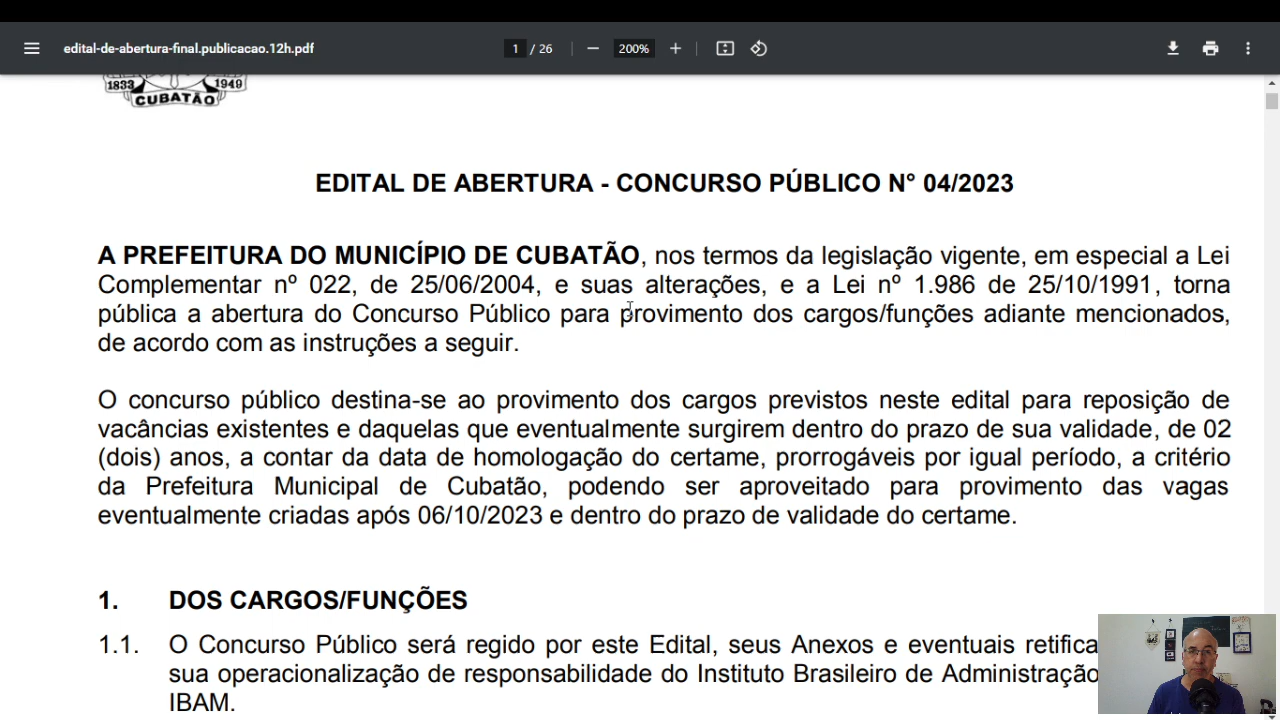 edital-de-abertura-final.publicacao.12h.pdf
1 / 26
200%
1833 1949
CUBATÃO
EDITAL DE ABERTURA - CONCURSO PÚBLICO N° 04/2023
A PREFEITURA DO MUNICÍPIO DE CUBATÃO, nos termos da legislação vigente, em especial a Lei
Complementar nº 022, de 25/06/2004, e suas alterações, e a Lei nº 1.986 de 25/10/1991, torna
pública a abertura do Concurso Público para provimento dos cargos/funções adiante mencionados,
de acordo com as instruções a seguir.
O concurso público destina-se ao provimento dos cargos previstos neste edital para reposição de
vacâncias existentes e daquelas que eventualmente surgirem dentro do prazo de sua validade, de 02
(dois) anos, a contar da data de homologação do certame, prorrogáveis por igual período, a critério
da Prefeitura Municipal de Cubatão, podendo ser aproveitado para provimento das vagas
eventualmente criadas após 06/10/2023 e dentro do prazo de validade do certame.
1. DOS CARGOS/FUNÇÕES
1.1. O Concurso Público será regido por este Edital, seus Anexos e eventuais retifica
sua operacionalização de responsabilidade do Instituto Brasileiro de Administração
IBAM.